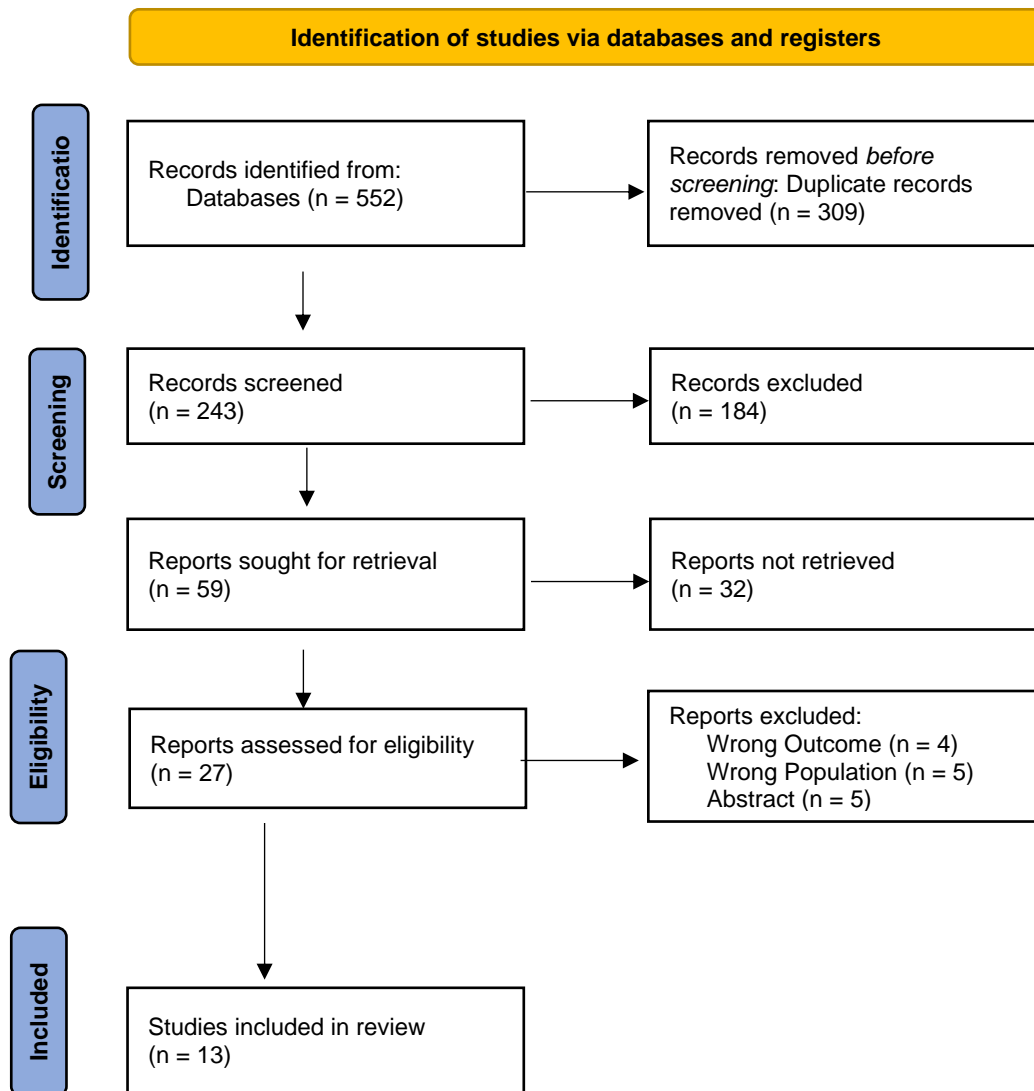 Identification of studies via databases and registers
Identificatio
Records identified from:
Databases (n = 552)
Records removed before
screening: Duplicate records
removed (n = 309)
Screening
Records screened
(n = 243)
Records excluded
(n = 184)
Reports sought for retrieval
(n = 59)
Reports not retrieved
(n = 32)
Eligibility
Reports assessed for eligibility
(n = 27)
Reports excluded:
Wrong Outcome (n = 4)
Wrong Population (n = 5)
Abstract (n = 5)
Included
Studies included in review
(n = 13)